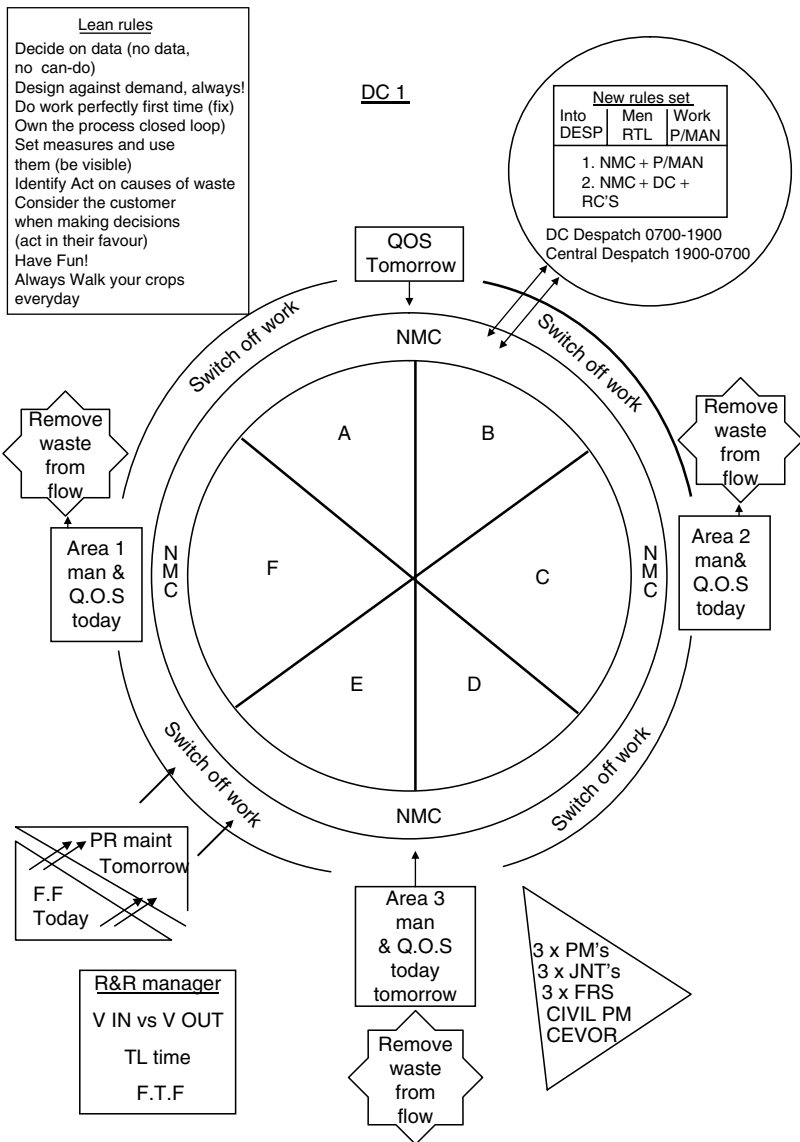 Lean rules
Decide on data (no data,
no can-do)
Design against demand, always!
Do work perfectly first time (fix)
Own the process closed loop)
Set measures and use
them (be visible)
Identify Act on causes of waste
Consider the customer
when making decisions
(act in their favour)
Have Fun!
Always Walk your crops
everyday
DC 1
New rules set
Into
DESP
Men
RTL
Work
P/MAN
1. NMC + P/MAN
2. NMC + DC +
RC'S
DC Despatch 0700-1900
Central Despatch 1900-0700
QOS
Tomorrow
Switch off work
NMC
Switch off work
Remove
waste
from
flow
A
B
Remove
waste
from
flow
Area 1
man &
Q.O.S
today
NMC
F
C
NMC
Area 2
man&
Q.O.S
today
E
D
Switch off work
NMC
Switch off work
PR maint
Tomorrow
F.F
Today
Area 3
man
& Q.O.S
today
tomorrow
3 x PM's
3 x JNT's
3 x FRS
CIVIL PM
CEVOR
R&R manager
V IN vs V OUT
TL time
F.T.F
Remove
waste
from
flow